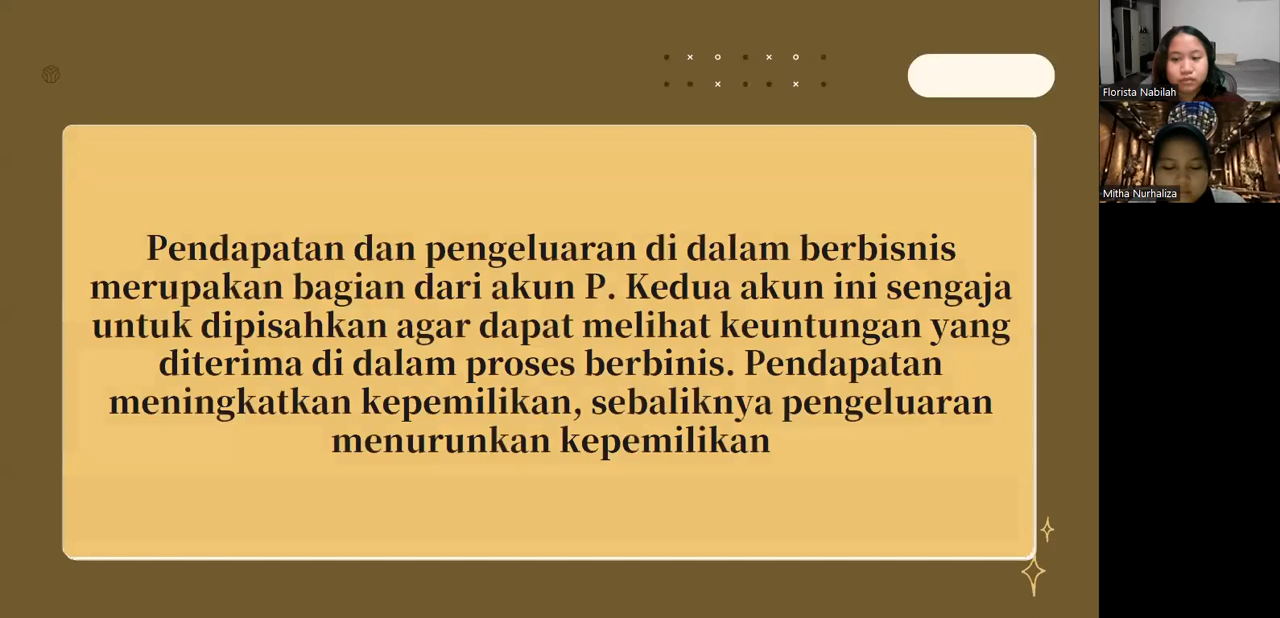 Pendapatan dan pengeluaran di dalam berbisnis
merupakan bagian dari akun P. Kedua akun ini sengaja
untuk dipisahkan agar dapat melihat keuntungan yang
diterima di dalam proses berbinis. Pendapatan
meningkatkan kepemilikan, sebaliknya pengeluaran
menurunkan kepemilikan
Florista Nabilah
Mitha Nurhaliza